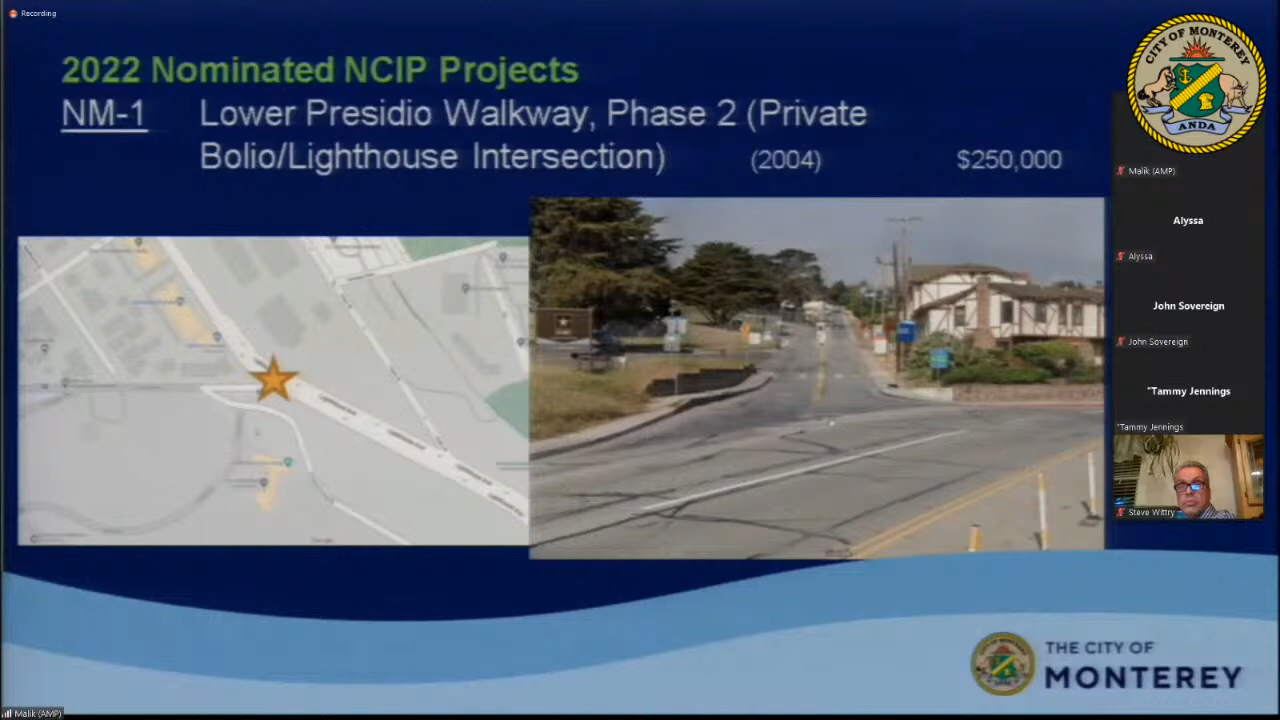 Recording
2022 Nominated NCIP Projects
NM-1 Lower Presidio Walkway, Phase 2 (Private
Bolio/Lighthouse Intersection) (2004) $250,000
CITY OF MONTEREY
ANDA
Malik (AMP)
Alyssa
Alyssa
John Sovereign
John Sovereign
"Tammy Jennings
"Tammy Jennings
Steve Wittry
THE CITY OF
MONTEREY
Malik (AMP)